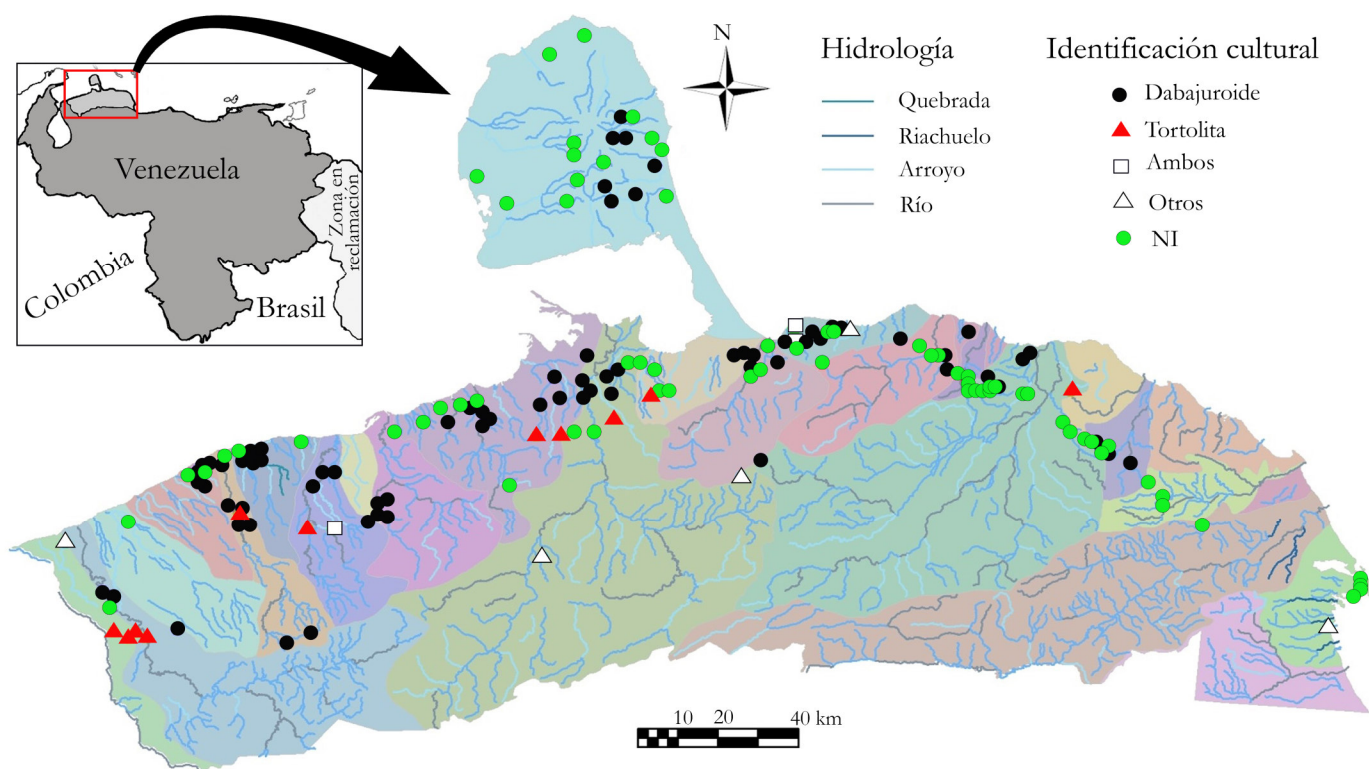 Venezuela
Colombia
Brasil
Zona en
reclamación
N
Hidrología
Quebrada
Riachuelo
Arroyo
Río
Identificación cultural
Dabajuroide
Tortolita
Ambos
Otros
NI
10 20 40 km